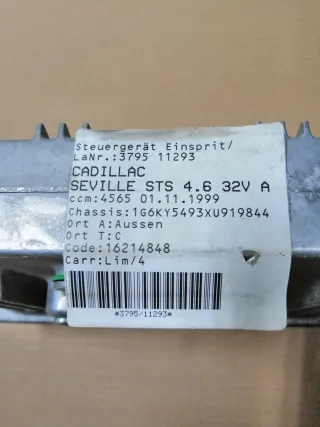 Steuergerät Einsprit/
LaNr.:3795 11293
CADILLAC
SEVILLE STS 4.6 32V A
ccm:4565 01.11.1999
Chassis:1G6KY5493XU919844
Ort A:Aussen
Ort T:C
Code:16214848
Carr:Lim/4
*3795/11293*